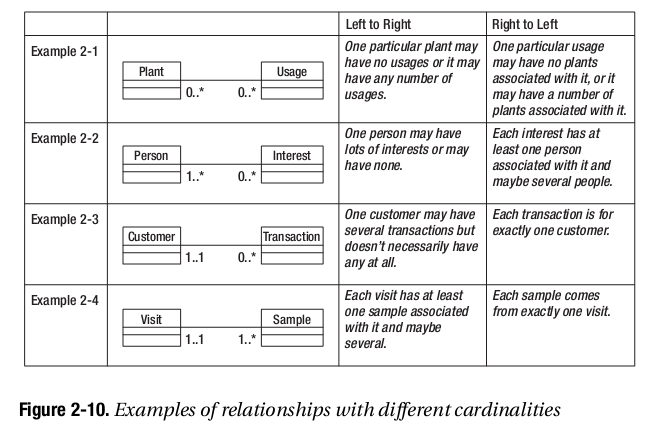 Left to Right
Right to Left
Example 2-1
Plant
Usage
0..*
0..*
One particular plant may
have no usages or it may
have any number of
usages.
One particular usage
may have no plants
associated with it, or it
may have a number of
plants associated with it.
Example 2-2
Person
Interest
1..*
0..*
One person may have
lots of interests or may
have none.
Each interest has at
least one person
associated with it and
maybe several people.
Example 2-3
Customer
Transaction
1..1
0..*
One customer may have
several transactions but
doesn't necessarily have
any at all.
Each transaction is for
exactly one customer.
Example 2-4
Visit
Sample
1..1
1..*
Each visit has at least
one sample associated
with it and maybe
several.
Each sample comes
from exactly one visit.
Figure 2-10. Examples of relationships with different cardinalities